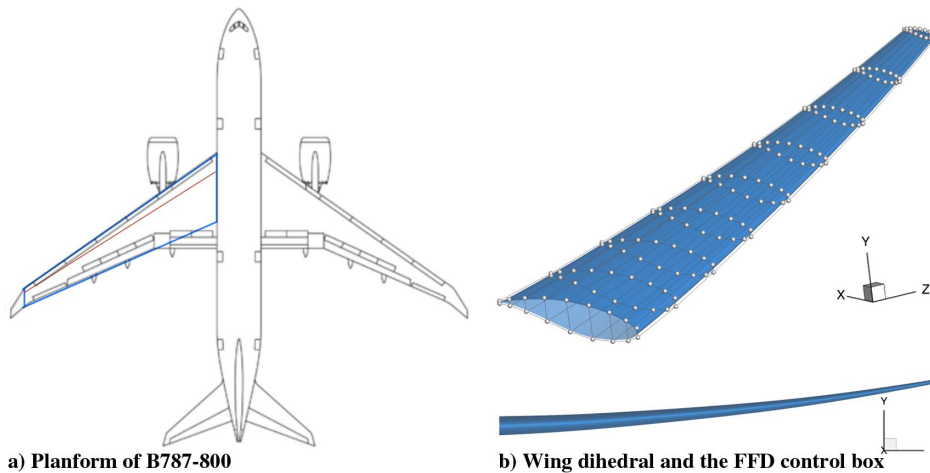 Y
X
Z
Y
X
a) Planform of B787-800
b) Wing dihedral and the FFD control box